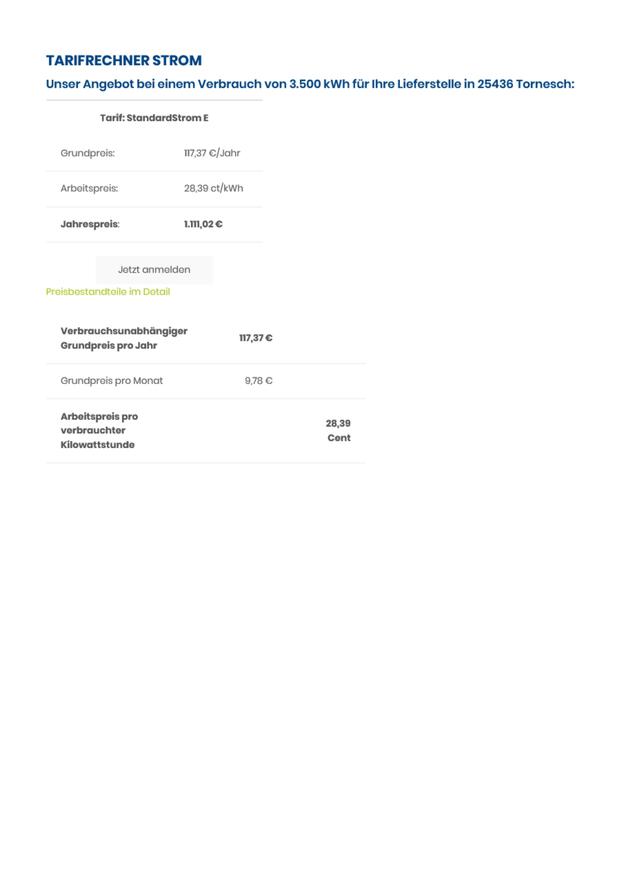 TARIFRECHNER STROM
Unser Angebot bei einem Verbrauch von 3.500 kWh für Ihre Lieferstelle in 25436 Tornesch:
Tarif: StandardStrom E
Grundpreis: 117,37 €/Jahr
Arbeitspreis: 28,39 ct/kWh
Jahrespreis: 1.111,02 €
Jetzt anmelden
Preisbestandteile im Detail
Verbrauchsunabhängiger
Grundpreis pro Jahr
117,37 €
Grundpreis pro Monat 9,78 €
Arbeitspreis pro
verbrauchter
Kilowattstunde
28,39
Cent